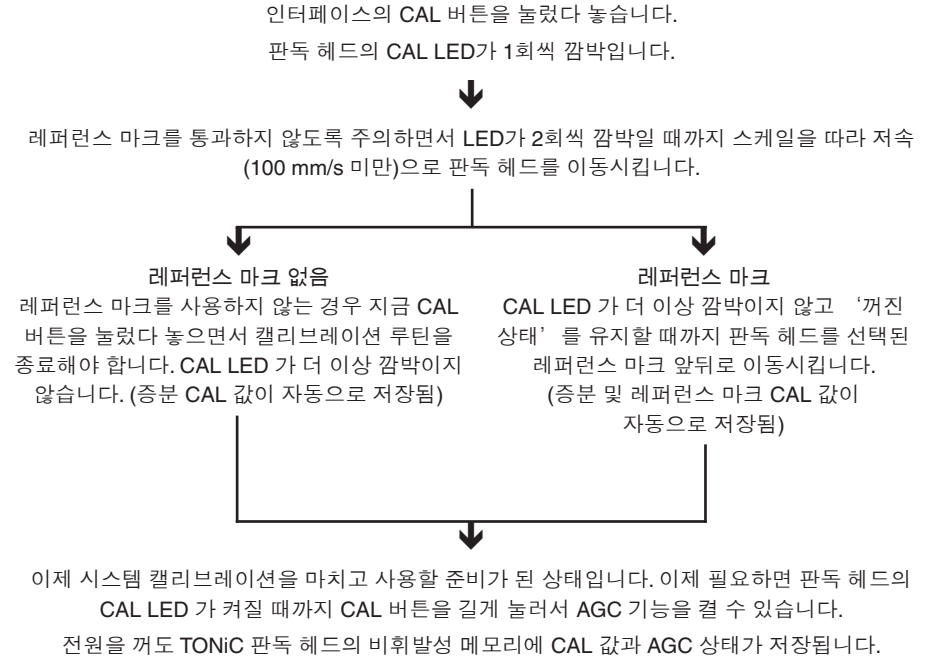 인터페이스의 CAL 버튼을 눌렀다 놓습니다.
판독 헤드의 CAL LED가 1회씩 깜박입니다.
레퍼런스 마크를 통과하지 않도록 주의하면서 LED가 2회씩 깜박일 때까지 스케일을 따라 저속
(100 mm/s 미만)으로 판독 헤드를 이동시킵니다.
레퍼런스 마크 없음
레퍼런스 마크를 사용하지 않는 경우 지금 CAL
버튼을 눌렀다 놓으면서 캘리브레이션 루틴을
종료해야 합니다. CAL LED 가 더 이상 깜박이지
않습니다. (증분 CAL 값이 자동으로 저장됨)
레퍼런스 마크
CAL LED 가 더 이상 깜박이지 않고 ‘꺼진
상태’를 유지할 때까지 판독 헤드를 선택된
레퍼런스 마크 앞뒤로 이동시킵니다.
(증분 및 레퍼런스 마크 CAL 값이
자동으로 저장됨)
이제 시스템 캘리브레이션을 마치고 사용할 준비가 된 상태입니다. 이제 필요하면 판독 헤드의
CAL LED 가 켜질 때까지 CAL 버튼을 길게 눌러서 AGC 기능을 켤 수 있습니다.
전원을 꺼도 TONiC 판독 헤드의 비휘발성 메모리에 CAL 값과 AGC 상태가 저장됩니다.